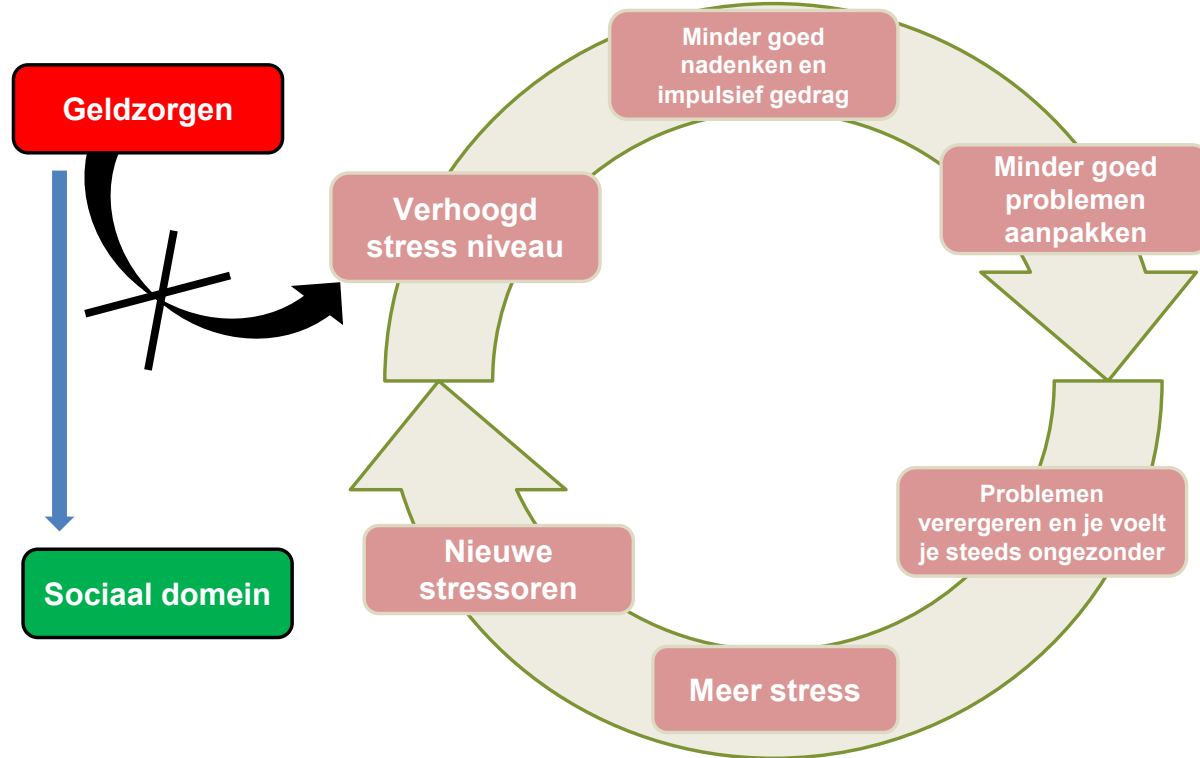 Geldzorgen
Minder goed
nadenken en
impulsief gedrag
Minder goed
problemen
aanpakken
Verhoogd
stress niveau
Problemen
verergeren en je voelt
je steeds ongezonder
Nieuwe
stressoren
Sociaal domein
Meer stress